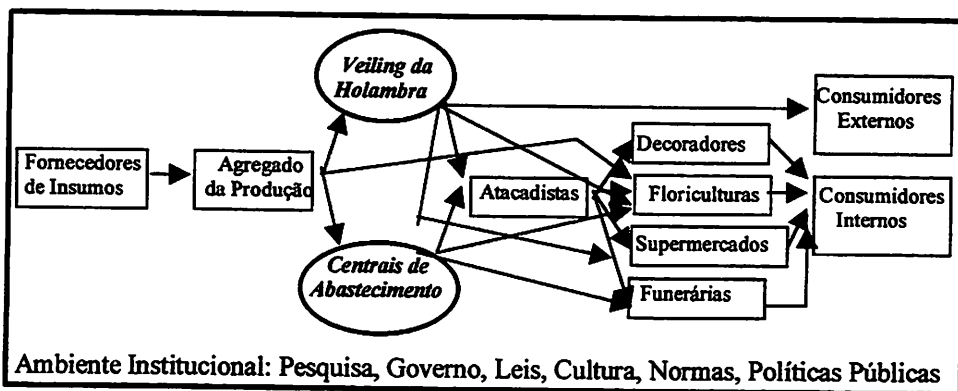 Veiling da
Holambra
Consumidores
Externos
Fornecedores
de Insumos
Agregado
da Produção
Atacadistas
Decoradores
Floriculturas
Supermercados
Funerárias
Consumidores
Internos
Centrais de
Abastecimento
Ambiente Institucional: Pesquisa, Governo, Leis, Cultura, Normas, Políticas Públicas